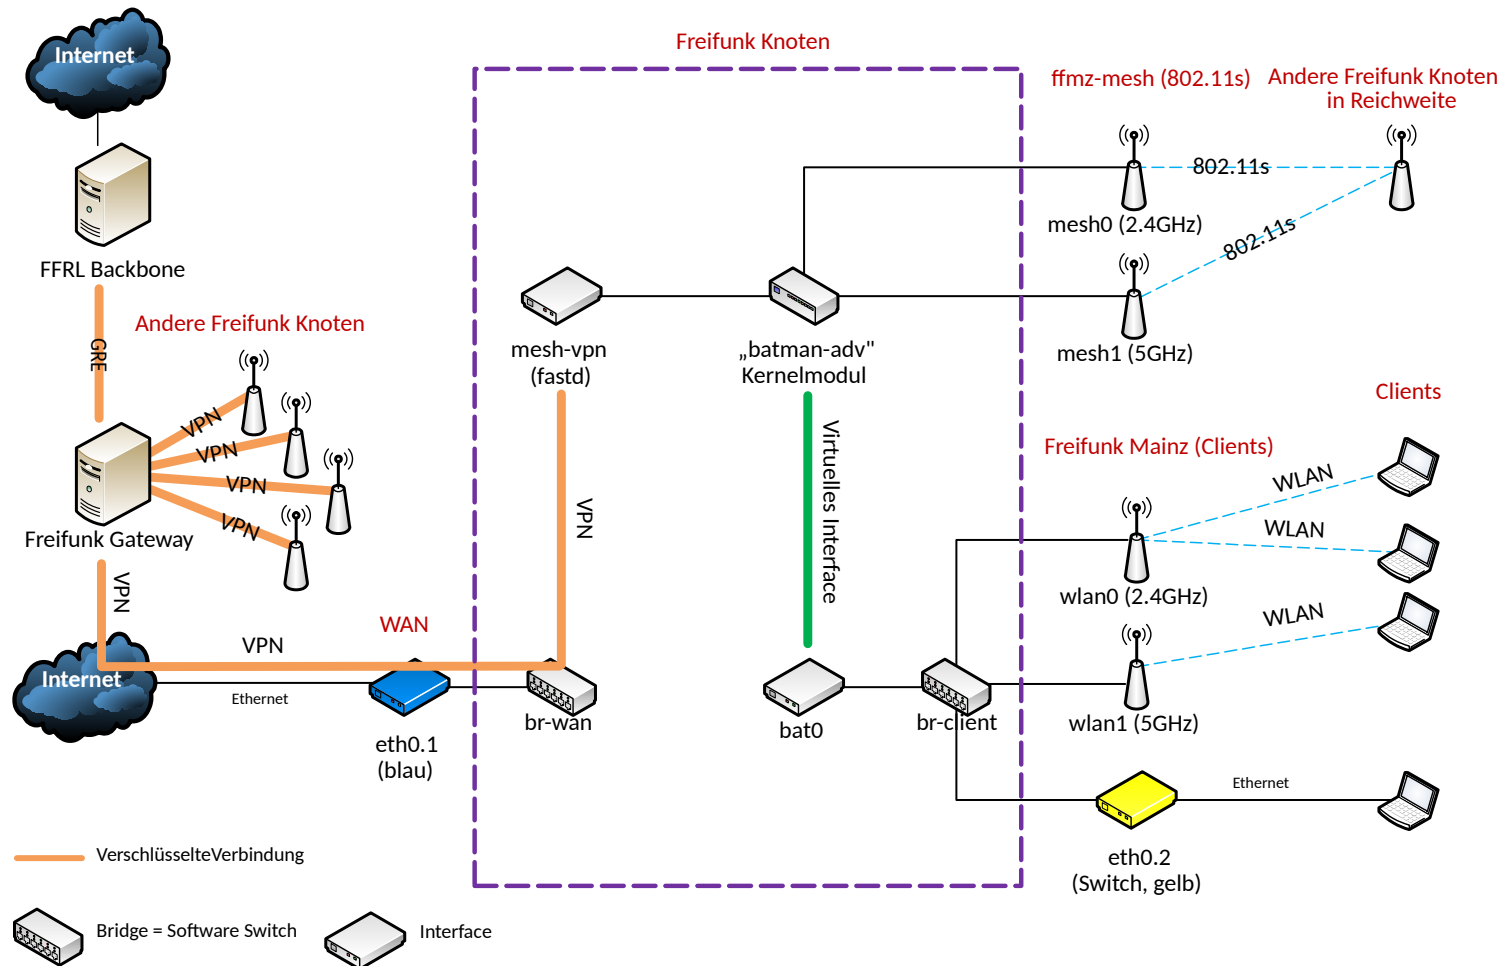 Internet
Freifunk Knoten
ffmz-mesh (802.11s)
Andere Freifunk Knoten
in Reichweite
802.11s
mesh0 (2.4GHz)
802.11s
FFRL Backbone
GRE
Andere Freifunk Knoten
mesh-vpn
(fastd)
„batman-adv"
Kernelmodul
mesh1 (5GHz)
Clients
VPN
VPN
VPN
VPN
Freifunk Gateway
VPN
Virtuelles Interface
Freifunk Mainz (Clients)
WLAN
WLAN
wlan0 (2.4GHz)
WLAN
VPN
WAN
VPN
Internet
Ethernet
eth0.1
(blau)
br-wan
bat0
br-client
wlan1 (5GHz)
Ethernet
eth0.2
(Switch, gelb)
VerschlüsselteVerbindung
Bridge = Software Switch
Interface